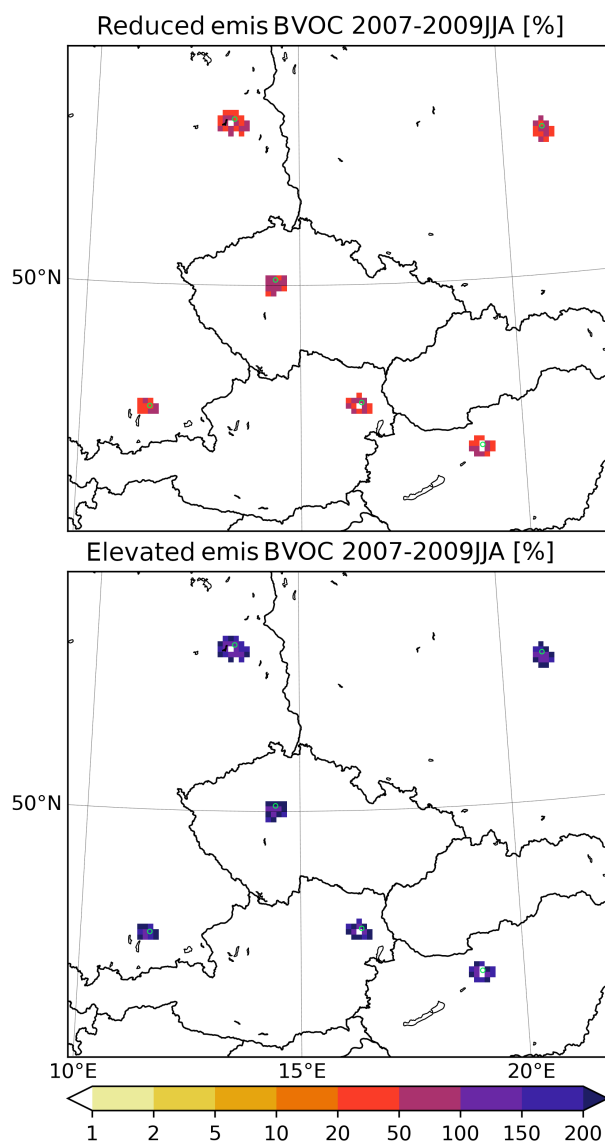 Reduced emis BVOC 2007-2009JJA [%]
50°N
Elevated emis BVOC 2007-2009JJA [%]
50°N
10°E 15°E 20°E
1 2 5 10 20 50 100 150 200